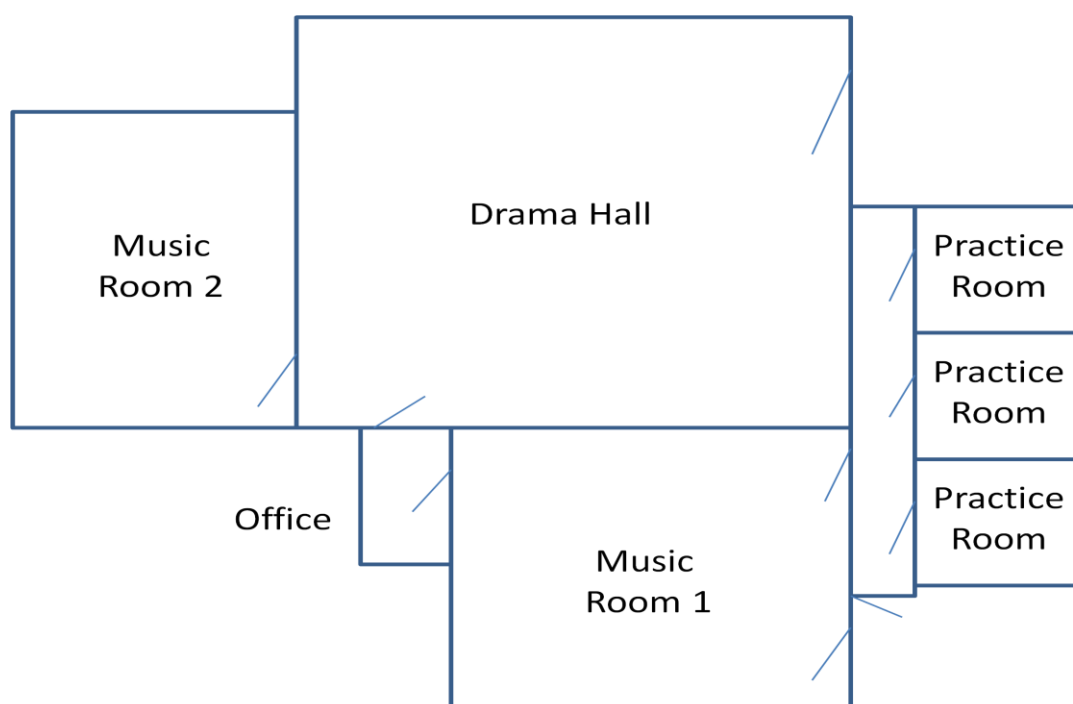 Drama Hall
Music
Room 2
Practice
Room
Practice
Room
Office
Practice
Room
Music
Room 1